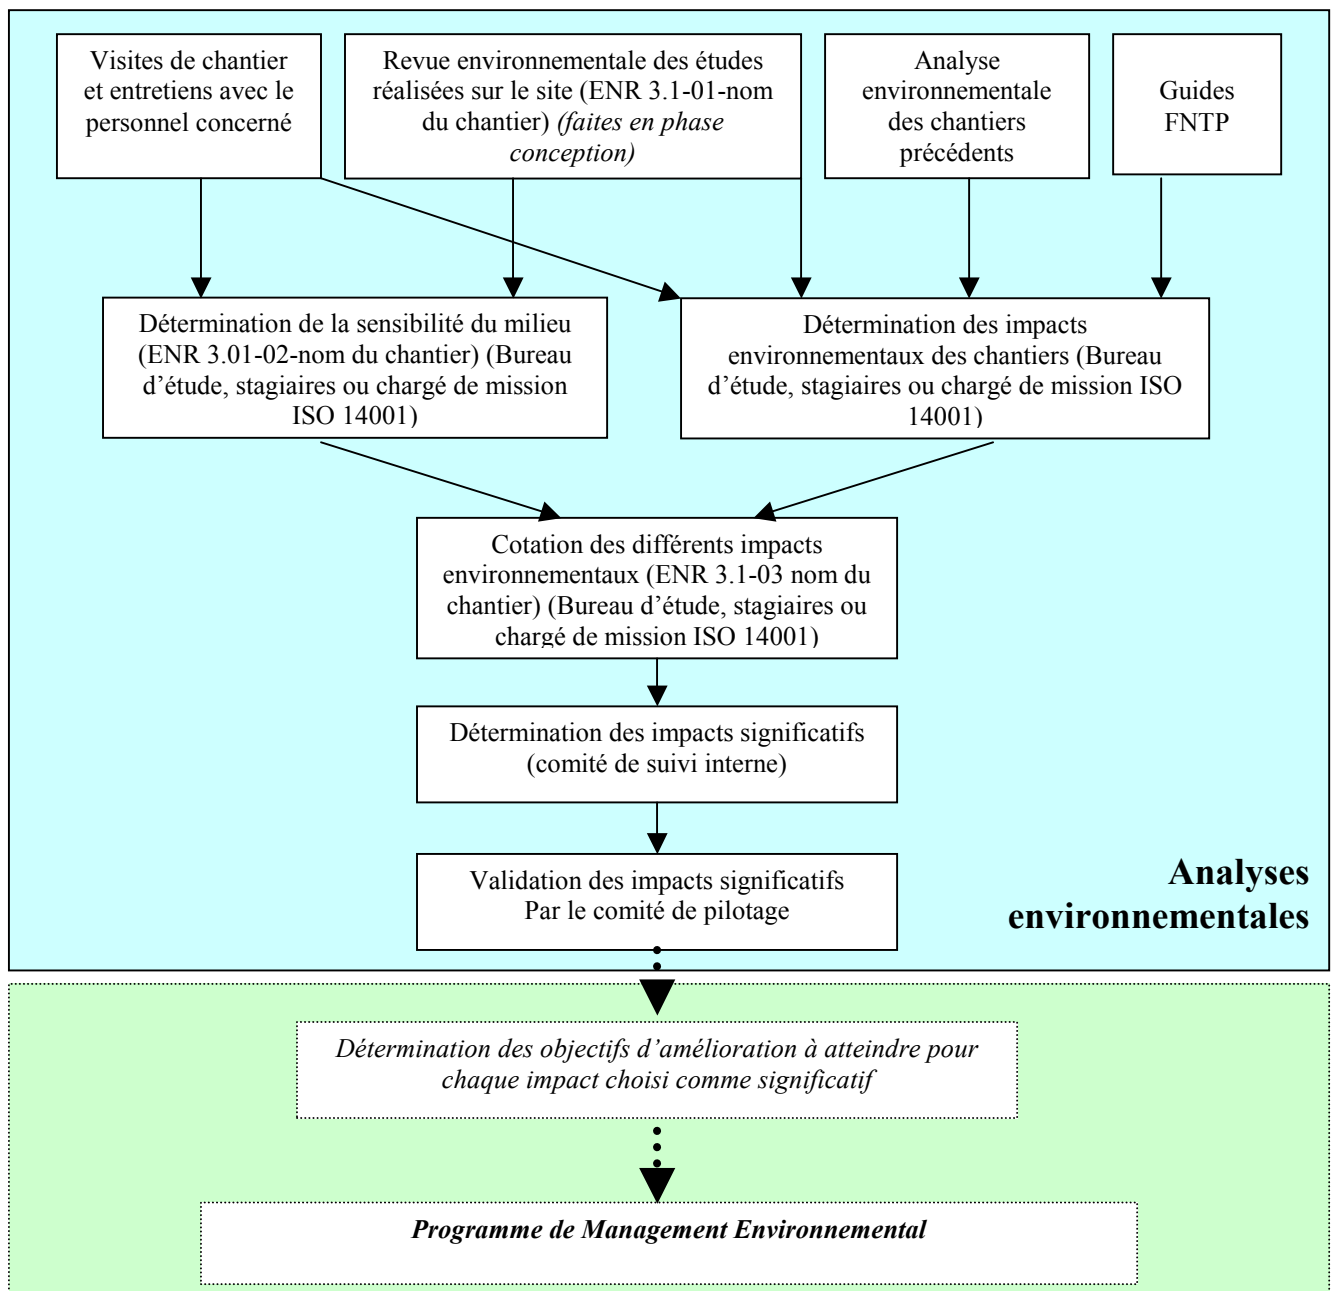 Visites de chantier
et entretiens avec le
personnel concerné
Revue environnementale des études
réalisées sur le site (ENR 3.1-01-nom
du chantier) (faites en phase
conception)
Analyse
environnementale
des chantiers
précédents
Guides
FNTP
Détermination de la sensibilité du milieu
(ENR 3.01-02-nom du chantier) (Bureau
d’étude, stagiaires ou chargé de mission
ISO 14001)
Détermination des impacts
environnementaux des chantiers (Bureau
d’étude, stagiaires ou chargé de mission ISO
14001)
Cotation des différents impacts
environnementaux (ENR 3.1-03 nom du
chantier) (Bureau d’étude, stagiaires ou
chargé de mission ISO 14001)
Détermination des impacts significatifs
(comité de suivi interne)
Validation des impacts significatifs
Par le comité de pilotage
Analyses
environnementales
Détermination des objectifs d’amélioration à atteindre pour
chaque impact choisi comme significatif
Programme de Management Environnemental